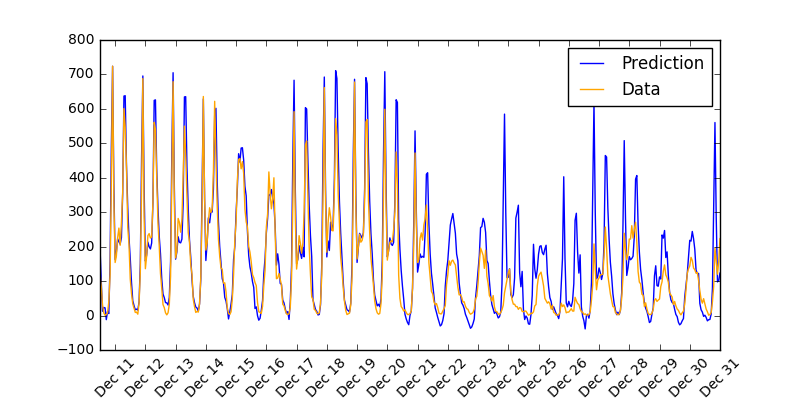 800
700
600
500
400
300
200
100
0
−100
Prediction
Data
Dec 11
Dec 12
Dec 13
Dec 14
Dec 15
Dec 16
Dec 17
Dec 18
Dec 19
Dec 20
Dec 21
Dec 22
Dec 23
Dec 24
Dec 25
Dec 26
Dec 27
Dec 28
Dec 29
Dec 30
Dec 31